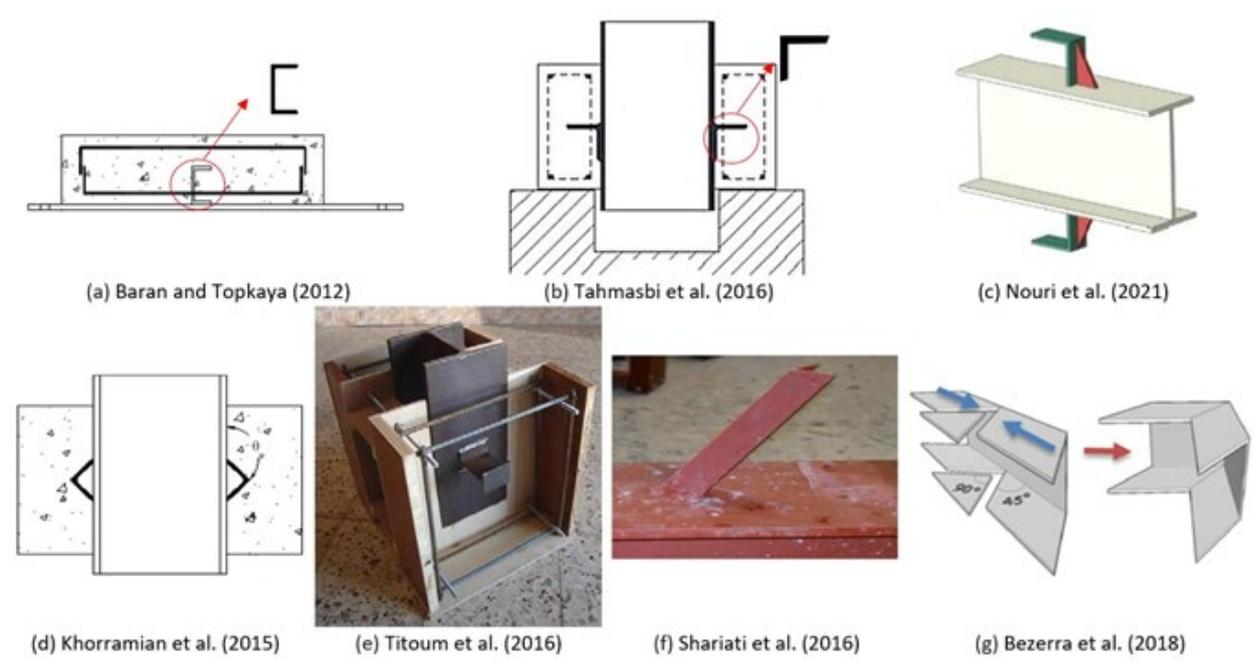 (a) Baran and Topkaya (2012)
(b) Tahmasbi et al. (2016)
(c) Nouri et al. (2021)
θ
90°
45°
(d) Khorramian et al. (2015)
(e) Titoum et al. (2016)
(f) Shariati et al. (2016)
(g) Bezerra et al. (2018)